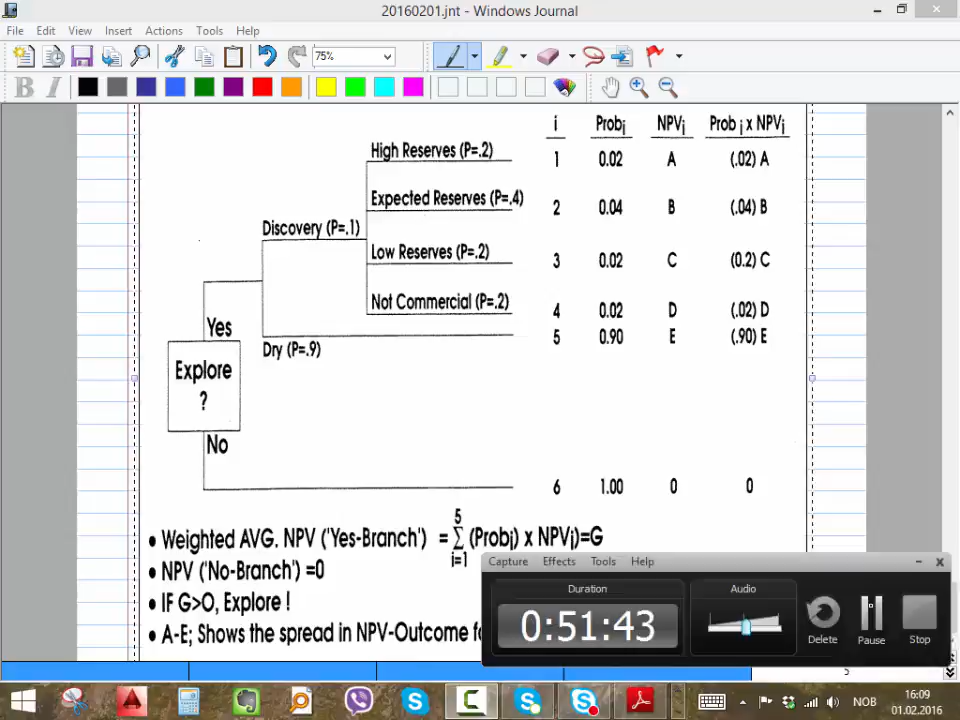 20160201.jnt - Windows Journal
File Edit View Insert Actions Tools Help
75%
B I
i Probi NPVi Prob i x NPVi
High Reserves (P=.2)
1 0.02 A (.02) A
Expected Reserves (P=.4)
2 0.04 B (.04) B
Discovery (P=.1)
Low Reserves (P=.2)
3 0.02 C (0.2) C
Not Commercial (P=.2)
4 0.02 D (.02) D
Yes
5 0.90 E (.90) E
Dry (P=.9)
Explore
?
No
6 1.00 0 0
• Weighted AVG. NPV ('Yes-Branch') = 5 Σ i=1 (Probi) x NPVi)=G
• NPV ('No-Branch') =0
• IF G>O, Explore !
• A-E; Shows the spread in NPV-Outcome
Capture Effects Tools Help
Duration
Audio
0:51:43
Delete Pause Stop
5
16:09
NOB
01.02.2016